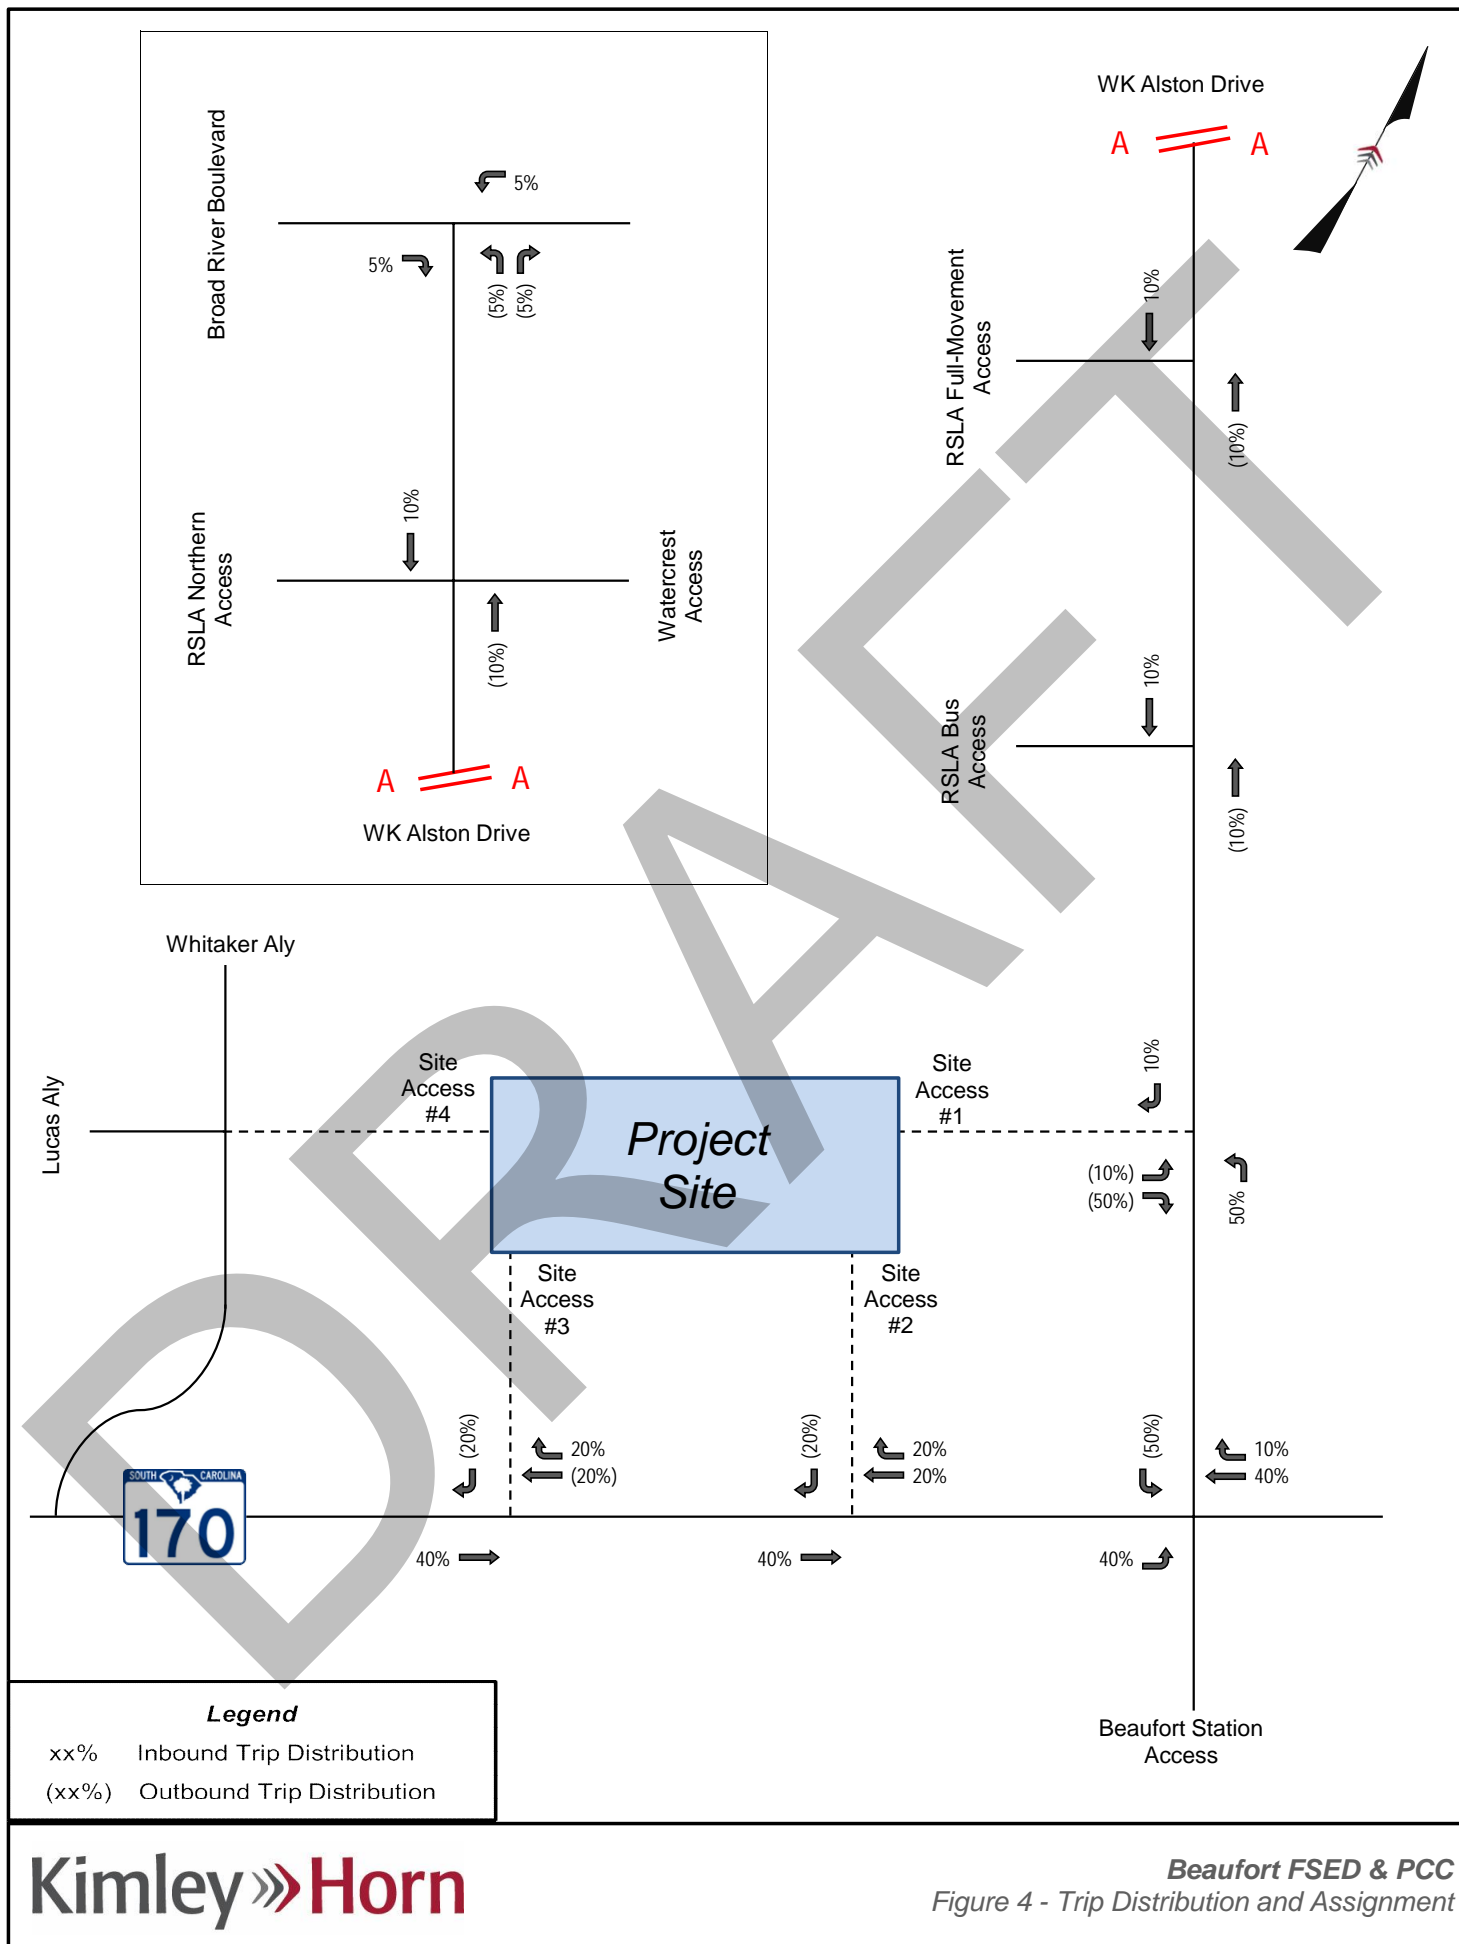 WK Alston Drive
A A
Broad River Boulevard
5%
5%
(5%)
(5%)
RSLA Northern
Access
10%
(10%)
Watercrest
Access
A A
WK Alston Drive
RSLA Full-Movement
Access
10%
(10%)
RSLA Bus
Access
10%
(10%)
Whitaker Aly
Lucas Aly
Site
Access
#4
Project
Site
Site
Access
#1
10%
(10%)
(50%)
50%
Site
Access
#3
Site
Access
#2
(20%)
20%
(20%)
(20%)
20%
20%
(50%)
10%
40%
SOUTH CAROLINA
170
40%
40%
40%
Beaufort Station
Access
DRAFT
Legend
xx% Inbound Trip Distribution
(xx%) Outbound Trip Distribution
Kimley Horn
Beaufort FSED & PCC
Figure 4 - Trip Distribution and Assignment